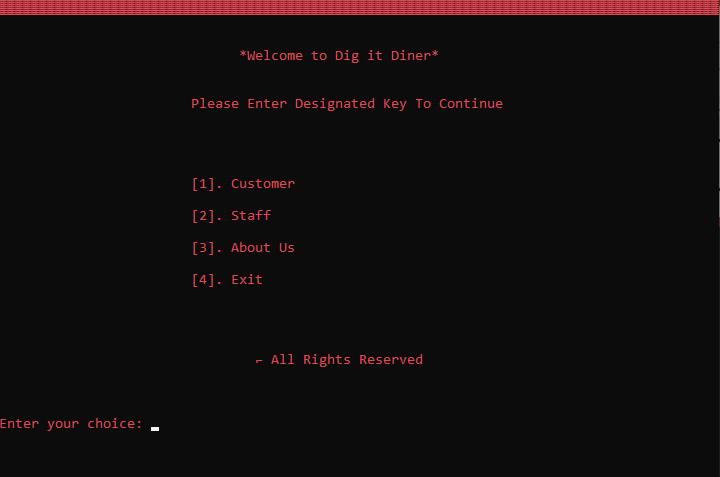 *Welcome to Dig it Diner*
Please Enter Designated Key To Continue
[1]. Customer
[2]. Staff
[3]. About Us
[4]. Exit
⌐ All Rights Reserved
Enter your choice: